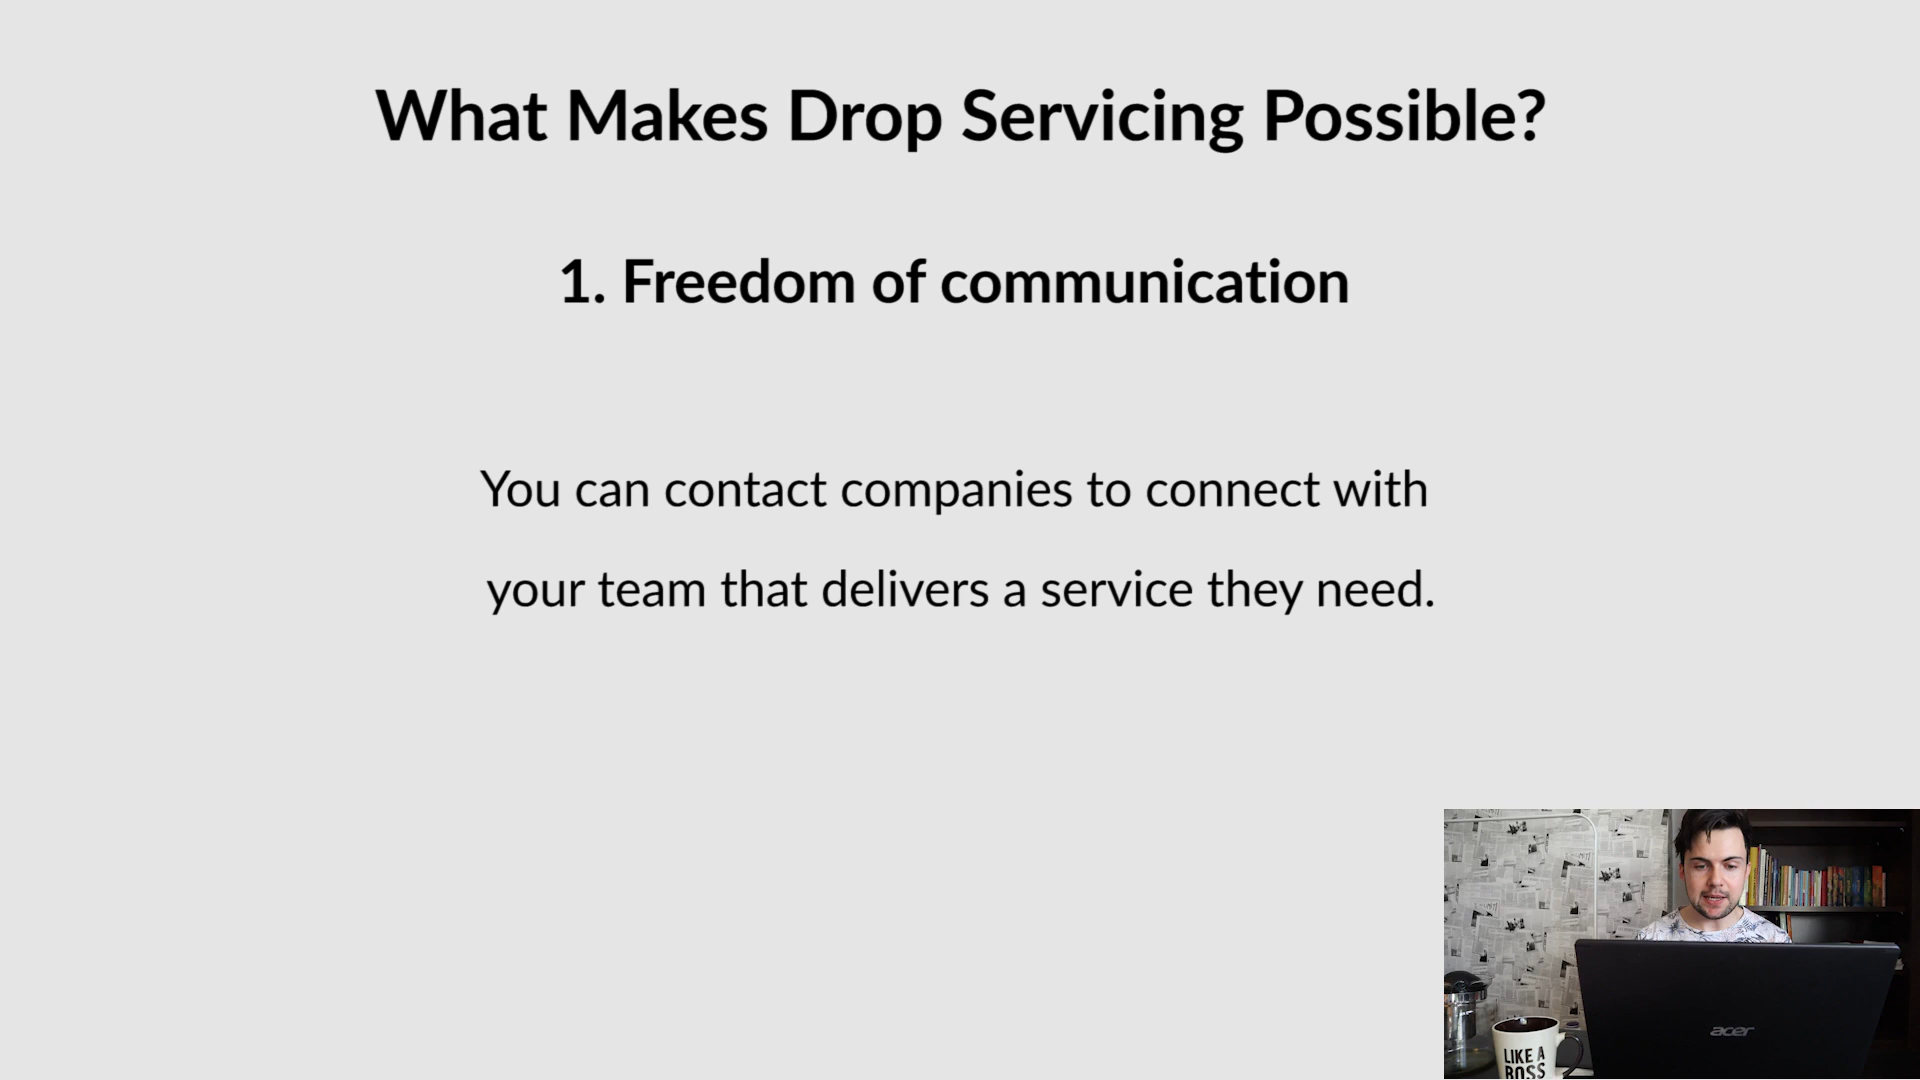 What Makes Drop Servicing Possible?
1. Freedom of communication
You can contact companies to connect with
your team that delivers a service they need.
acer
LIKE A
BOSS